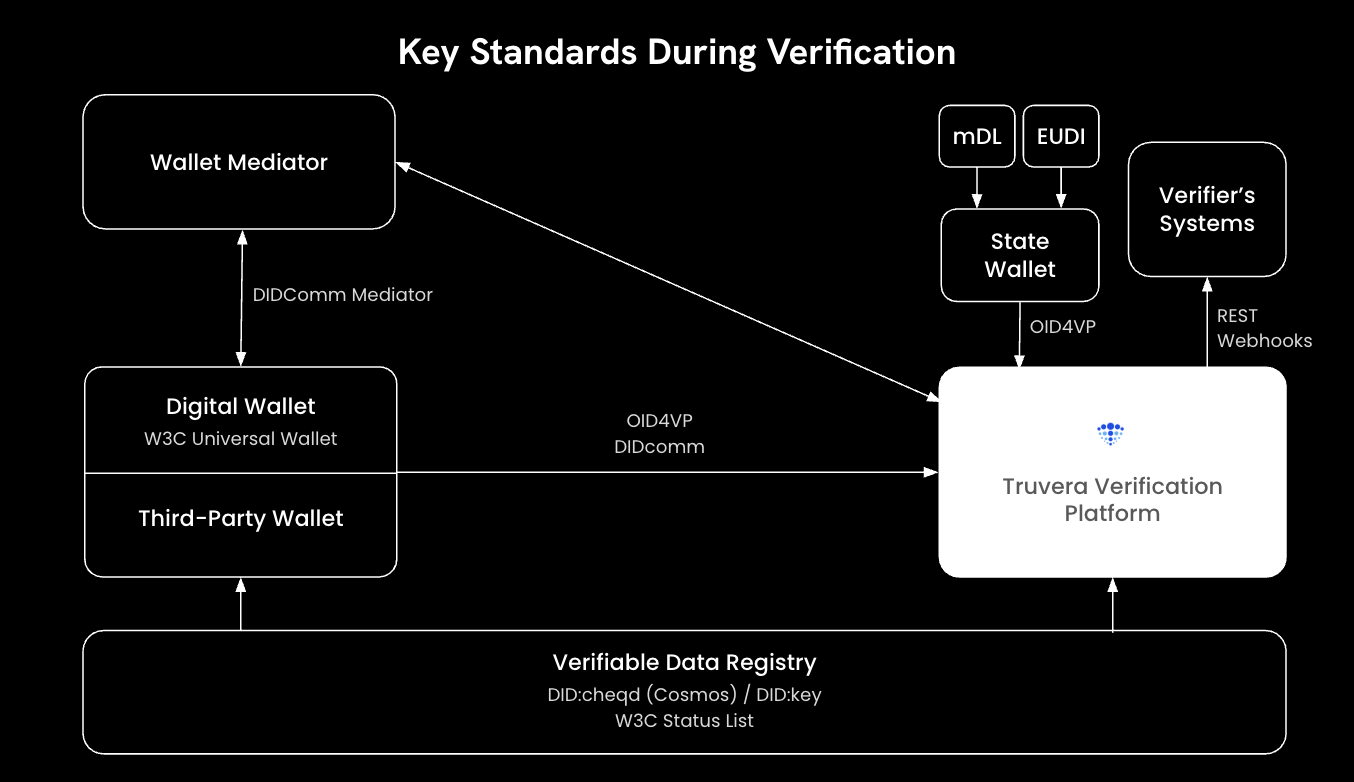 Key Standards During Verification
Wallet Mediator
mDL
EUDI
Verifier’s
Systems
State
Wallet
DIDComm Mediator
OID4VP
REST
Webhooks
Digital Wallet
W3C Universal Wallet
OID4VP
DIDcomm
Third-Party Wallet
Truvera Verification
Platform
Verifiable Data Registry
DID:cheqd (Cosmos) / DID:key
W3C Status List